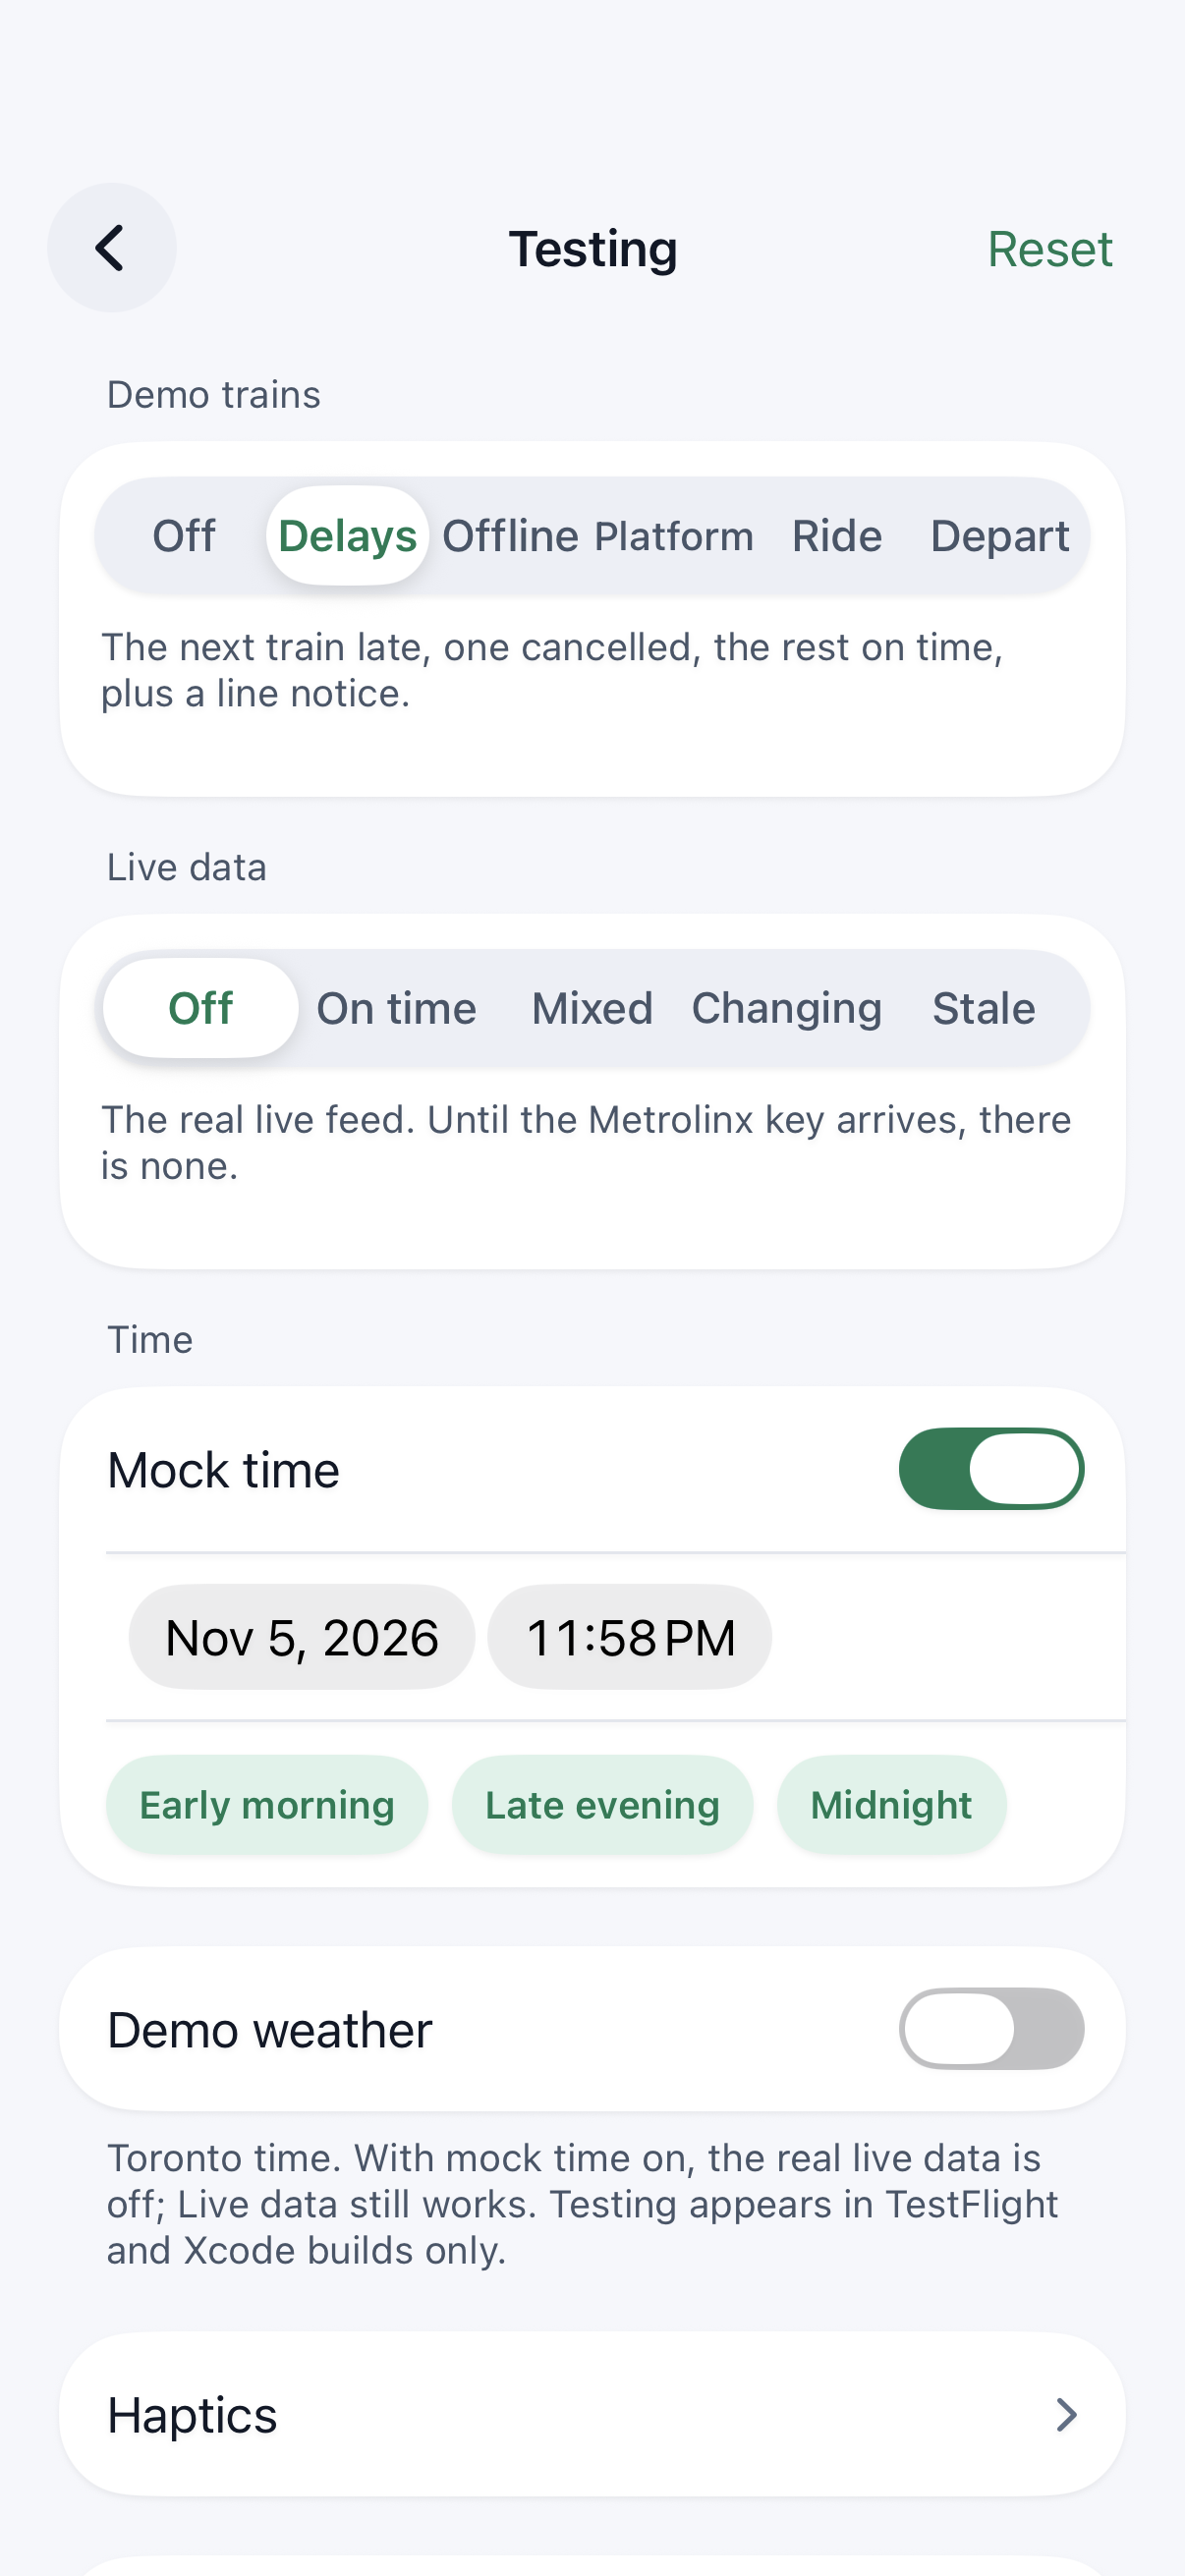 Testing
Reset
Demo trains
Off
Delays
Offline
Platform
Ride
Depart
The next train late, one cancelled, the rest on time,
plus a line notice.
Live data
Off
On time
Mixed
Changing
Stale
The real live feed. Until the Metrolinx key arrives, there
is none.
Time
Mock time
Nov 5, 2026
11:58 PM
Early morning
Late evening
Midnight
Demo weather
Toronto time. With mock time on, the real live data is
off; Live data still works. Testing appears in TestFlight
and Xcode builds only.
Haptics